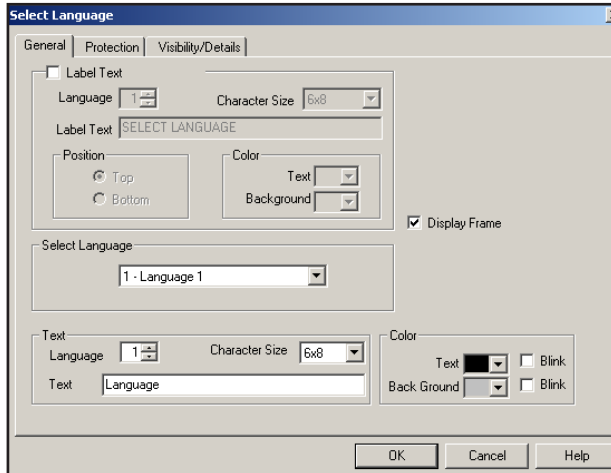 Select Language
General Protection Visibility/Details
Label Text
Language 1 Character Size 6x8
Label Text SELECT LANGUAGE
Position Color
Top Text
Bottom Background
Display Frame
Select Language
1 - Language 1
Text Color
Language 1 Character Size 6x8 Text Blink
Text Language Back Ground Blink
OK Cancel Help